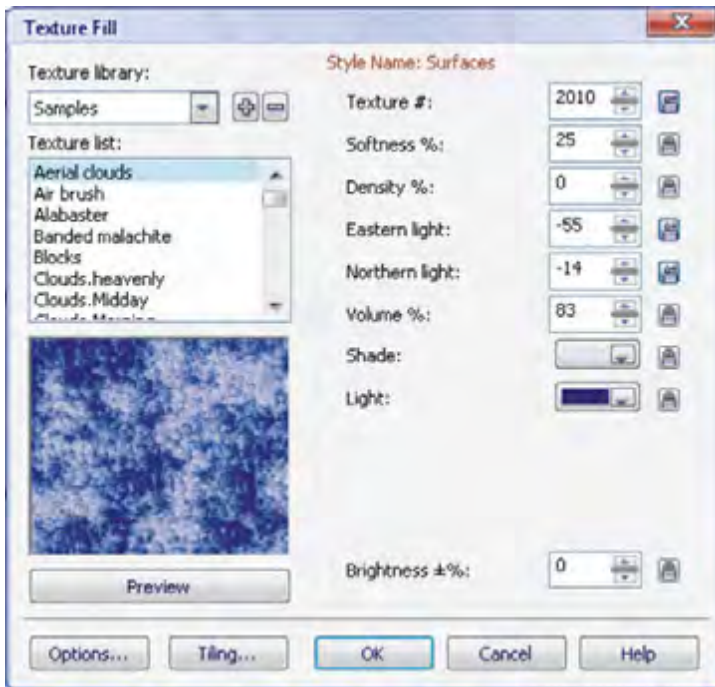 Texture Fill
Texture library:
Samples
Texture list:
Aerial clouds
Air brush
Alabaster
Banded malachite
Blocks
Clouds.heavenly
Clouds.Midday
Clouds.Morning
Preview
Style Name: Surfaces
Texture #: 2010
Softness %: 25
Density %: 0
Eastern light: -55
Northern light: -14
Volume %: 83
Shade:
Light:
Brightness ±%: 0
Options...
Tiling...
OK
Cancel
Help